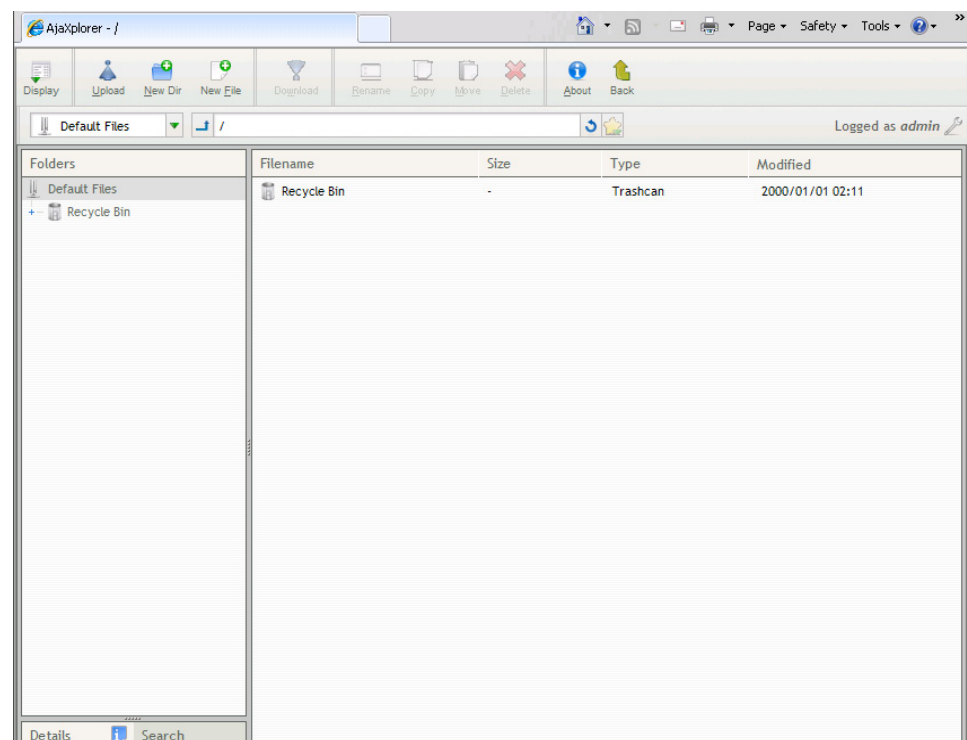 AjaXplorer - /
Page Safety Tools »
Display Upload New Dir New File Download Rename Copy Move Delete About Back
Default Files / Logged as admin
Folders Filename Size Type Modified
Default Files Recycle Bin - Trashcan 2000/01/01 02:11
Recycle Bin
Details Search